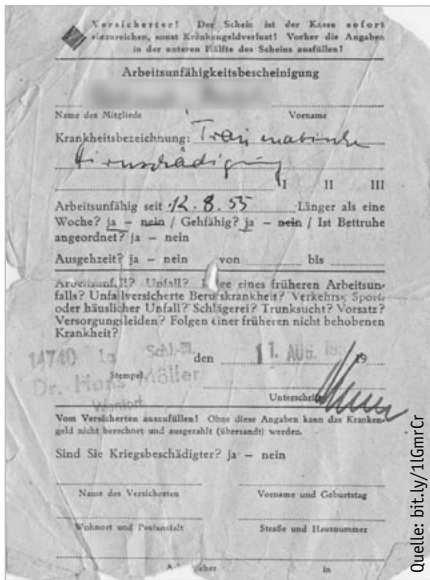 Versicherter! Der Schein ist der Kasse sofort
einzureichen, sonst Krankengeldverlust! Vorher die Angaben
in der unteren Hälfte des Scheins ausfüllen!
Arbeitsunfähigkeitsbescheinigung
Name des Mitglieds Vorname
Krankheitsbezeichnung: Traumatische
Hirnschädigung
I II III
Arbeitsunfähig seit 12.8.55 Länger als eine
Woche? ja – nein / Gehfähig? ja – nein / Ist Bettruhe
angeordnet? ja – nein
Ausgehzeit? ja – nein von bis
Arbeitsunfall? Unfall? eines früheren Arbeitsun-
falls? Unfallversicherte Berufskrankheit? Verkehrs-, Sport-
oder häuslicher Unfall? Schlägerei? Trunksucht? Vorsatz?
Versorgungsleiden? Folgen einer früheren nicht behobenen
Krankheit?
14740 den 11. AUG. 19
Stempel
Dr. Hans Möller
Unterschrift
Vom Versicherten auszufüllen! Ohne diese Angaben kann das Kranken-
geld nicht berechnet und ausgezahlt (übersandt) werden.
Sind Sie Kriegsbeschädigter? ja – nein
Name des Versicherten Vorname und Geburtstag
Wohnort und Postanstalt Straße und Hausnummer
in
Quelle: bit.ly/1lGmrCr